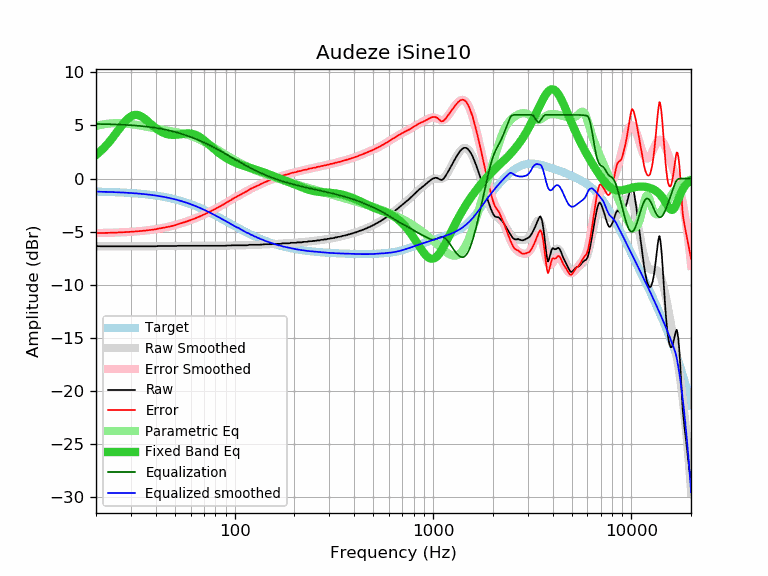 Audeze iSine10
10
5
0
−5
−10
−15
−20
−25
−30
Amplitude (dBr)
Target
Raw Smoothed
Error Smoothed
Raw
Error
Parametric Eq
Fixed Band Eq
Equalization
Equalized smoothed
100
1000
10000
Frequency (Hz)